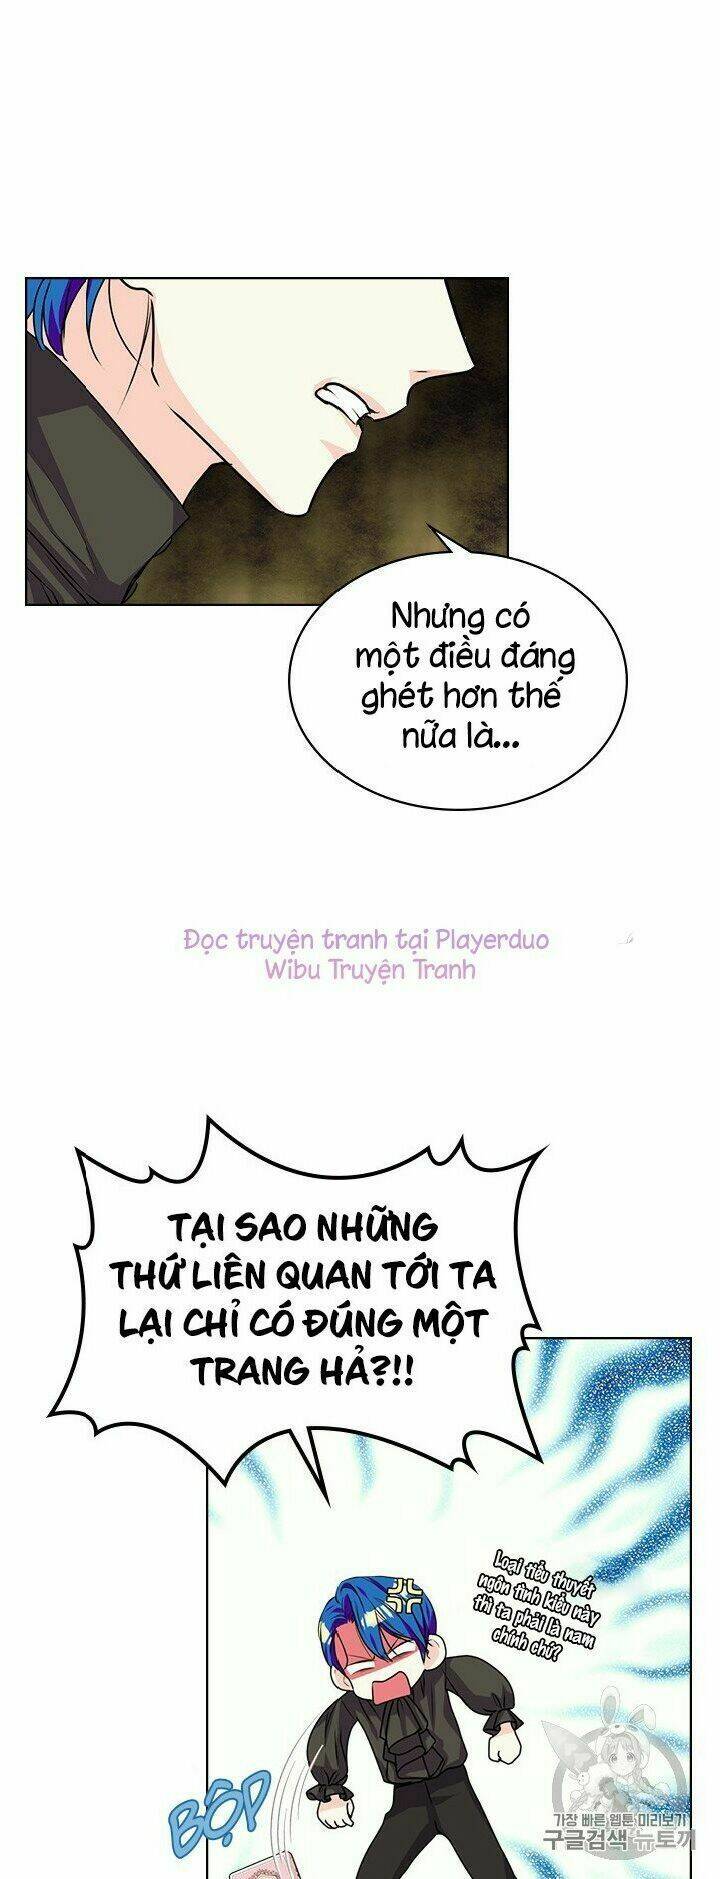 Nhưng có
một điều đáng
ghét hơn thế
nữa là...
Đọc truyện tranh tại Playerduo
Wibu Truyện Tranh
TẠI SAO NHỮNG
THỨ LIÊN QUAN TỚI TA
LẠI CHỈ CÓ ĐÚNG MỘT
TRANG HẢ?!!
Loại tiểu thuyết
ngôn tình kiểu này
thì ta phải là nam
chính chứ?
BỘP
가장 빠른 웹툰 미리보기
구글검색 뉴토끼